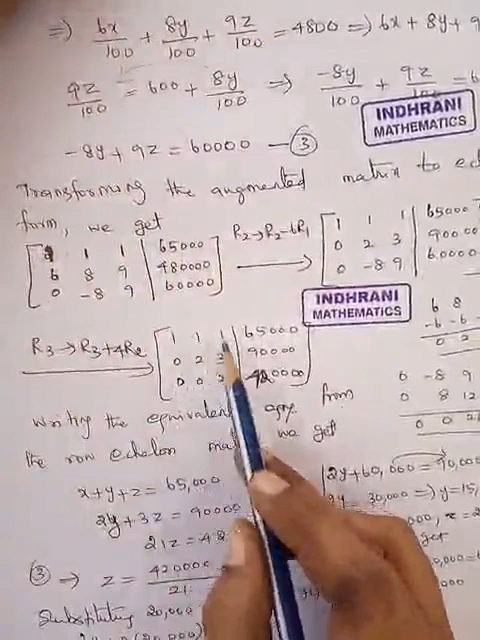 ⇒) 6x/100 + 8y/100 + 9z/100 = 4800 ⇒) 6x + 8y + 9
9z/100 = 600 + 8y/100 ⇒) -8y/100 + 9z/100 = 6
INDHRANI
MATHEMATICS
-8y + 9z = 60000 — ③
Transforming the augmented matrix to ec
form, we get
[ 1 1 1 | 65000 R2→R2-6R1 [ 1 1 1 | 65000
6 8 9 | 480000 0 2 3 | 90000
0 -8 9 | 60000 ] 0 -8 9 | 60000
INDHRANI
MATHEMATICS
6 8
-6 -6
0 2
R3→R3+4R2 [ 1 1 1 | 65000
0 2 3 | 90000
0 0 2 | 420000 ]
0 -8 9
0 8 12
0 0 21
Writing the equivalent from
the row echelon we get
x+y+z = 65,000
2y+3z = 90000
21z = 42
③ → z = 420000/21
Substituting 20,000
2y+60,000 = 90,000
30,000 ⇒) y=15,